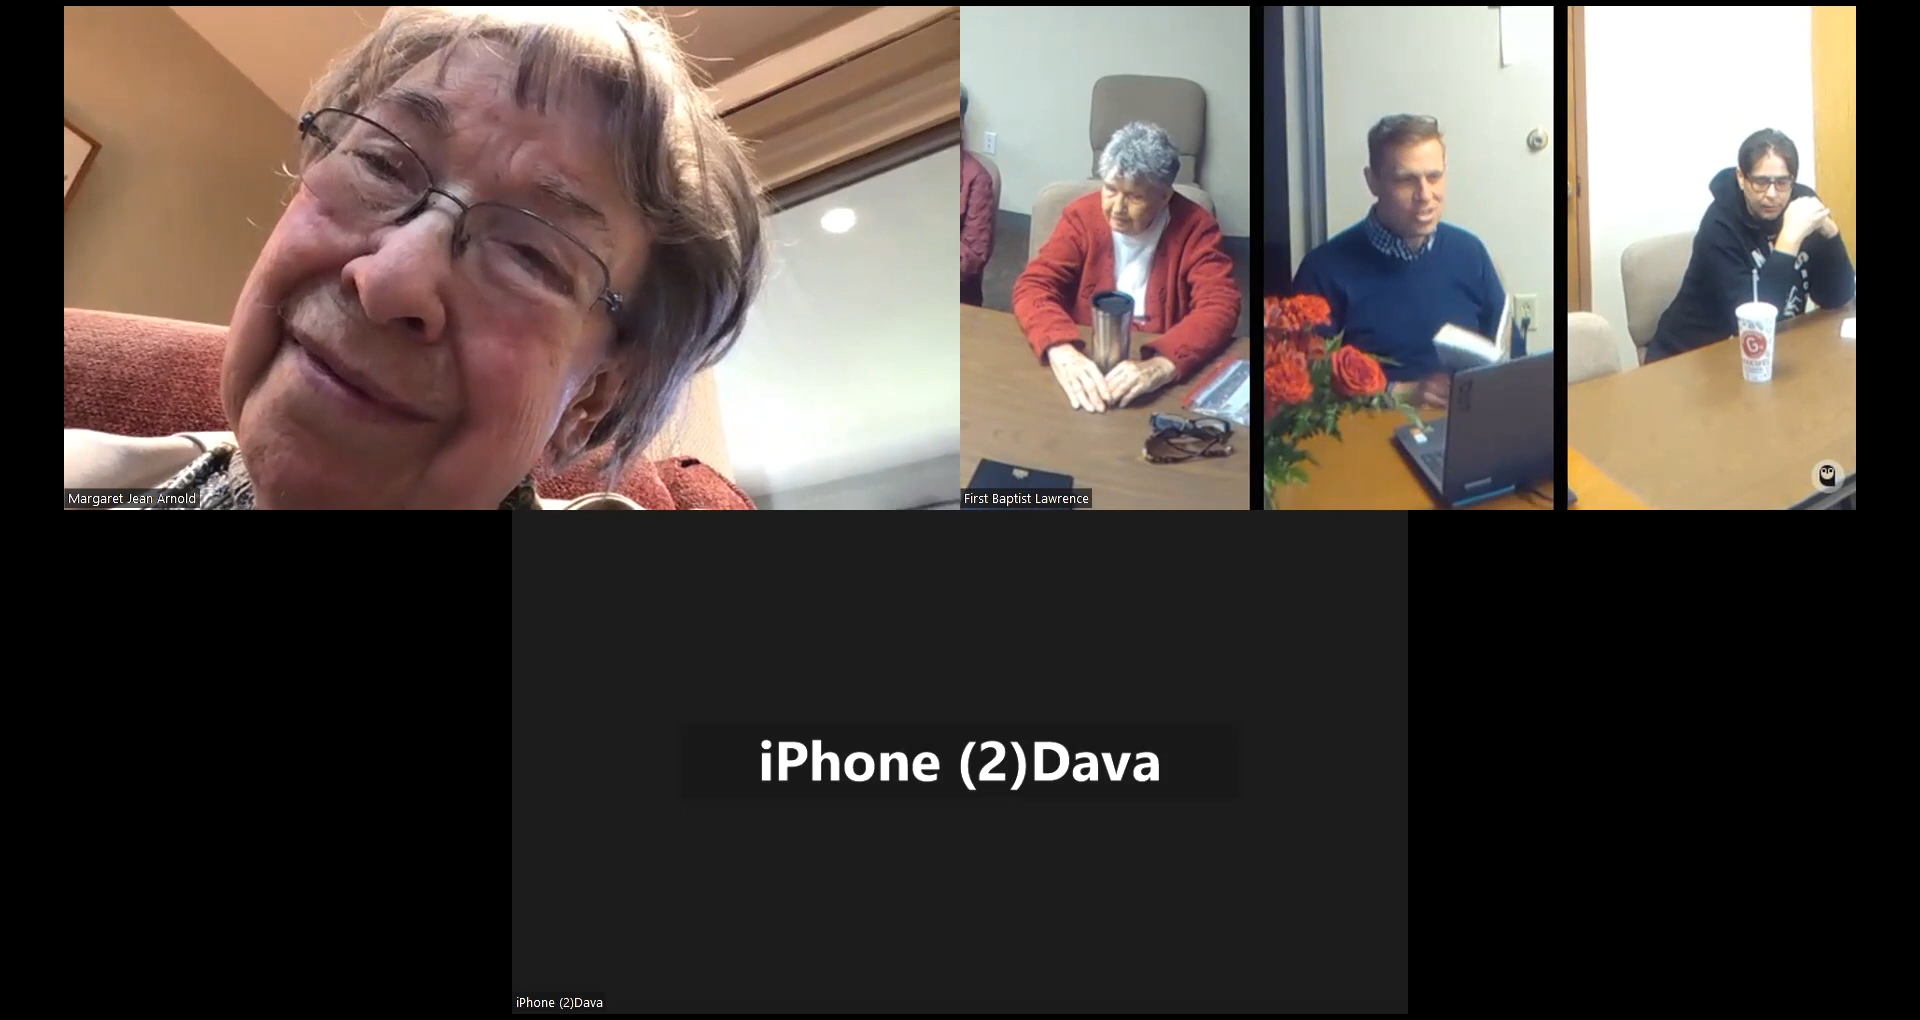 Margaret Jean Arnold
First Baptist Lawrence
G
iPhone (2)Dava
iPhone (2)Dava